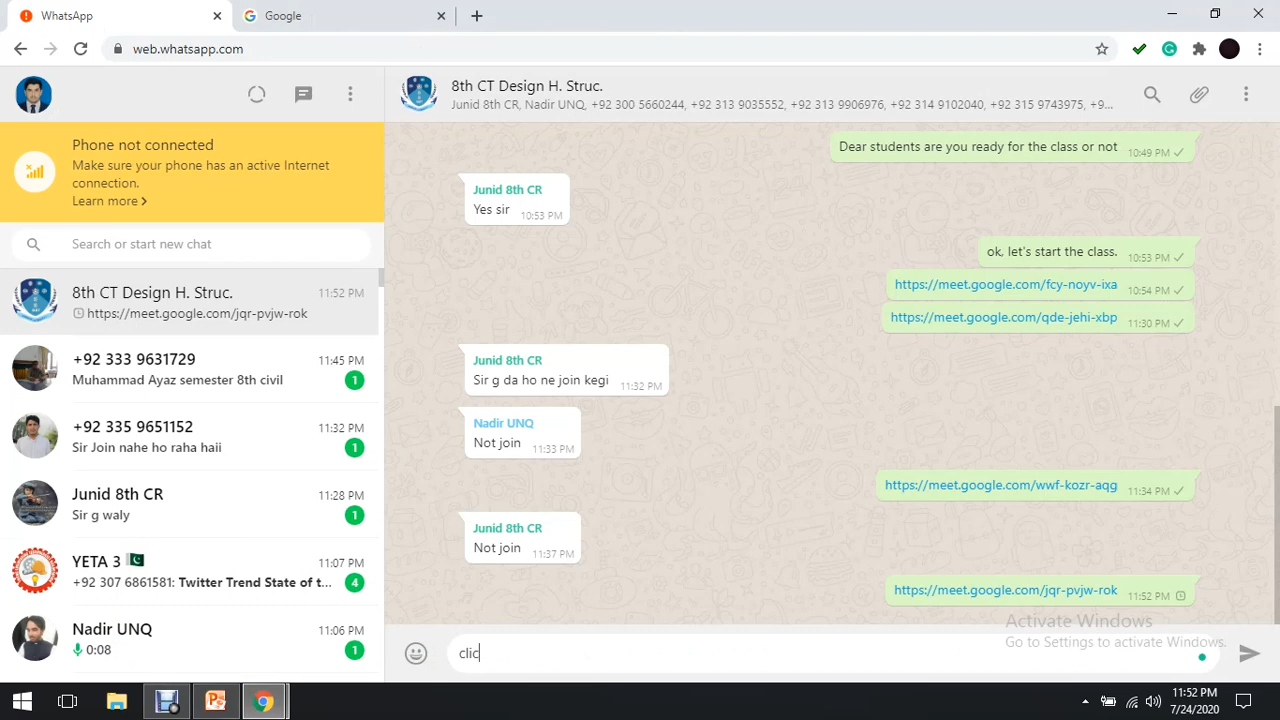 WhatsApp
Google
web.whatsapp.com
Phone not connected
Make sure your phone has an active Internet
connection.
Learn more
Search or start new chat
8th CT Design H. Struc.
11:52 PM
https://meet.google.com/jqr-pvjw-rok
+92 333 9631729
11:45 PM
Muhammad Ayaz semester 8th civil
1
+92 335 9651152
11:32 PM
Sir Join nahe ho raha haii
1
Junid 8th CR
11:28 PM
Sir g waly
1
YETA 3
11:07 PM
+92 307 6861581: Twitter Trend State of t...
4
Nadir UNQ
11:06 PM
0:08
1
8th CT Design H. Struc.
Junid 8th CR, Nadir UNQ, +92 300 5660244, +92 313 9035552, +92 313 9906976, +92 314 9102040, +92 315 9743975, +9...
Dear students are you ready for the class or not 10:49 PM
Junid 8th CR
Yes sir 10:53 PM
ok, let's start the class. 10:53 PM
https://meet.google.com/fcy-noyv-ixa 10:54 PM
https://meet.google.com/qde-jehi-xbp 11:30 PM
Junid 8th CR
Sir g da ho ne join kegi 11:32 PM
Nadir UNQ
Not join 11:33 PM
https://meet.google.com/wwf-kozr-aqg 11:34 PM
Junid 8th CR
Not join 11:37 PM
https://meet.google.com/jqr-pvjw-rok 11:52 PM
Activate Windows
Go to Settings to activate Windows.
clic
11:52 PM
7/24/2020